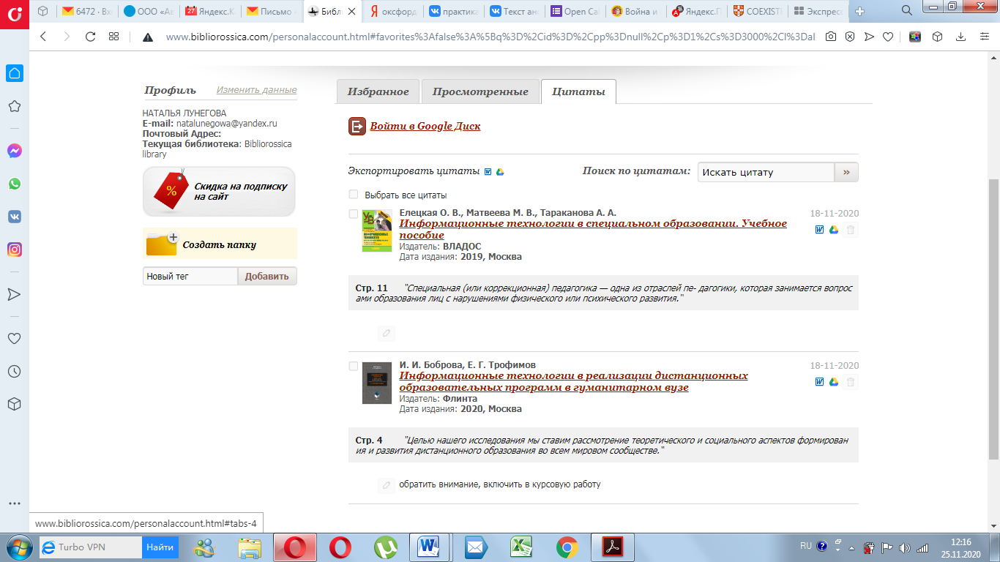 6472 · Вх
ООО «Ав
Яндекс.К
Письмо
Библ
оксфорд
практика
Текст анс
Open Cal
Война и
Яндекс.П
COEXIST
Экспрес
www.bibliorossica.com/personalaccount.html#favorites%3Afalse%3A%5Bq%3D%2Cid%3D%2Cpp%3Dnull%2Cp%3D1%2Cs%3D3000%2Cl%3Dal
Профиль
Изменить данные
НАТАЛЬЯ ЛУНЕГОВА
E-mail: natalunegowa@yandex.ru
Почтовый Адрес:
Текущая библиотека: Bibliorossica
library
%
Скидка на подписку
на сайт
Создать папку
Новый тег
Добавить
Избранное
Просмотренные
Цитаты
Войти в Google Диск
Экспортировать цитаты
Поиск по цитатам:
Искать цитату
»
Выбрать все цитаты
Елецкая О. В., Матвеева М. В., Тараканова А. А.
18-11-2020
Информационные технологии в специальном образовании. Учебное
пособие
Издатель: ВЛАДОС
Дата издания: 2019, Москва
Стр. 11 "Специальная (или коррекционная) педагогика — одна из отраслей пе- дагогики, которая занимается вопрос
ами образования лиц с нарушениями физического или психического развития."
И. И. Боброва, Е. Г. Трофимов
18-11-2020
Информационные технологии в реализации дистанционных
образовательных программ в гуманитарном вузе
Издатель: Флинта
Дата издания: 2020, Москва
Стр. 4 "Целью нашего исследования мы ставим рассмотрение теоретического и социального аспектов формирован
ия и развития дистанционного образования во всем мировом сообществе."
обратить внимание, включить в курсовую работу
www.bibliorossica.com/personalaccount.html#tabs-4
Turbo VPN
Найти
RU
12:16
25.11.2020